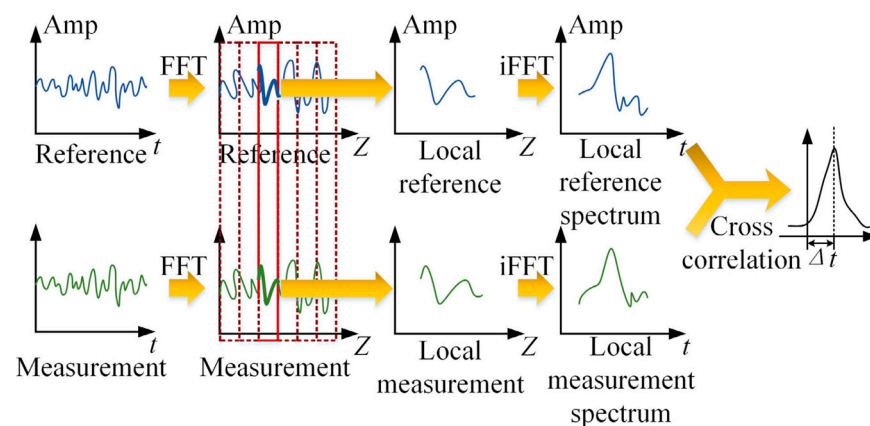 Amp
FFT
t
Reference
Z
Reference
Amp
Z
Local
reference
iFFT
Amp
t
Local
reference
spectrum
FFT
t
Measurement
Z
Measurement
Z
Local
measurement
iFFT
t
Local
measurement
spectrum
Cross
correlation
Δt